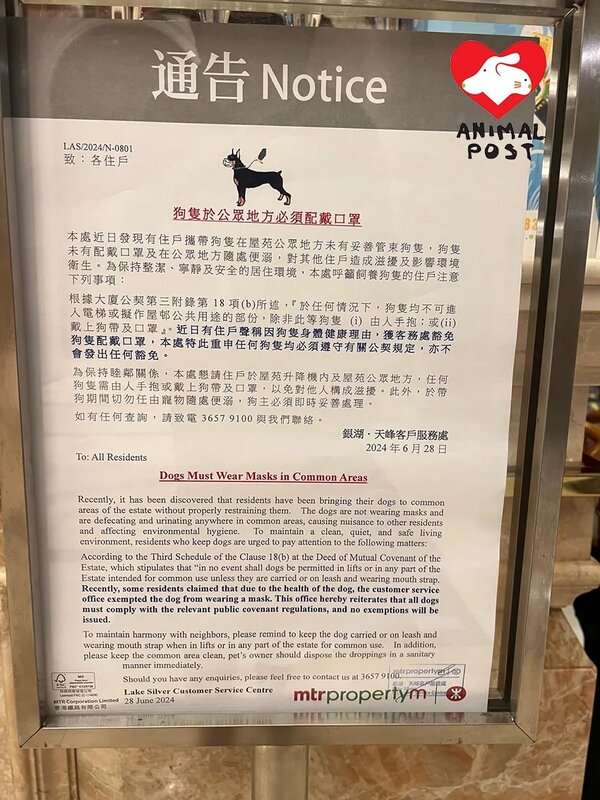 ANIMAL
POST
通告 Notice
LAS/2024/N-0801
致：各住戶
狗隻於公眾地方必須配戴口罩
本處近日發現有住戶攜帶狗隻在屋苑公眾地方未有妥善管束狗隻，狗隻
未有配戴口罩及在公眾地方隨處便溺，對其他住戶造成滋擾及影響環境
衛生。為保持整潔、寧靜及安全的居住環境，本處呼籲飼養狗隻的住戶注意
下列事項：
根據大廈公契第三附錄第 18 項(b)所述，『於任何情況下，狗隻均不可進
入電梯或擬作屋邨公共用途的部份，除非此等狗隻 (i) 由人手抱；或(ii)
戴上狗帶及口罩』。近日有住戶聲稱因狗隻身體健康理由，獲客務處豁免
狗隻配戴口罩，本處特此重申任何狗隻均必須遵守有關公契規定，亦不
會發出任何豁免。
為保持睦鄰關係，本處懇請住戶於屋苑升降機內及屋苑公眾地方，任何
狗隻需由人手抱或戴上狗帶及口罩，以免對他人構成滋擾。此外，於帶
狗期間切勿任由寵物隨處便溺，狗主必須即時妥善處理。
如有任何查詢，請致電 3657 9100 與我們聯絡。
銀湖．天峰客戶服務處
2024 年 6 月 28 日
To: All Residents
Dogs Must Wear Masks in Common Areas
Recently, it has been discovered that residents have been bringing their dogs to common
areas of the estate without properly restraining them. The dogs are not wearing masks and
are defecating and urinating anywhere in common areas, causing nuisance to other residents
and affecting environmental hygiene. To maintain a clean, quiet, and safe living
environment, residents who keep dogs are urged to pay attention to the following matters:
According to the Third Schedule of the Clause 18(b) at the Deed of Mutual Covenant of the
Estate, which stipulates that “in no event shall dogs be permitted in lifts or in any part of the
Estate intended for common use unless they are carried or on leash and wearing mouth strap.
Recently, some residents claimed that due to the health of the dog, the customer service
office exempted the dog from wearing a mask. This office hereby reiterates that all dogs
must comply with the relevant public covenant regulations, and no exemptions will be
issued.
To maintain harmony with neighbors, please remind to keep the dog carried or on leash and
wearing mouth strap when in lifts or in any part of the estate for common use. In addition,
please keep the common area clean, pet's owner should dispose the droppings in a sanitary
manner immediately.
Should you have any enquiries, please feel free to contact us at 3657 9100.
Lake Silver Customer Service Centre
28 June 2024
mtrproperty
銀湖．天峰客戶服務處
mtrpropertym
FSC
MTR Corporation Limited
香港鐵路有限公司